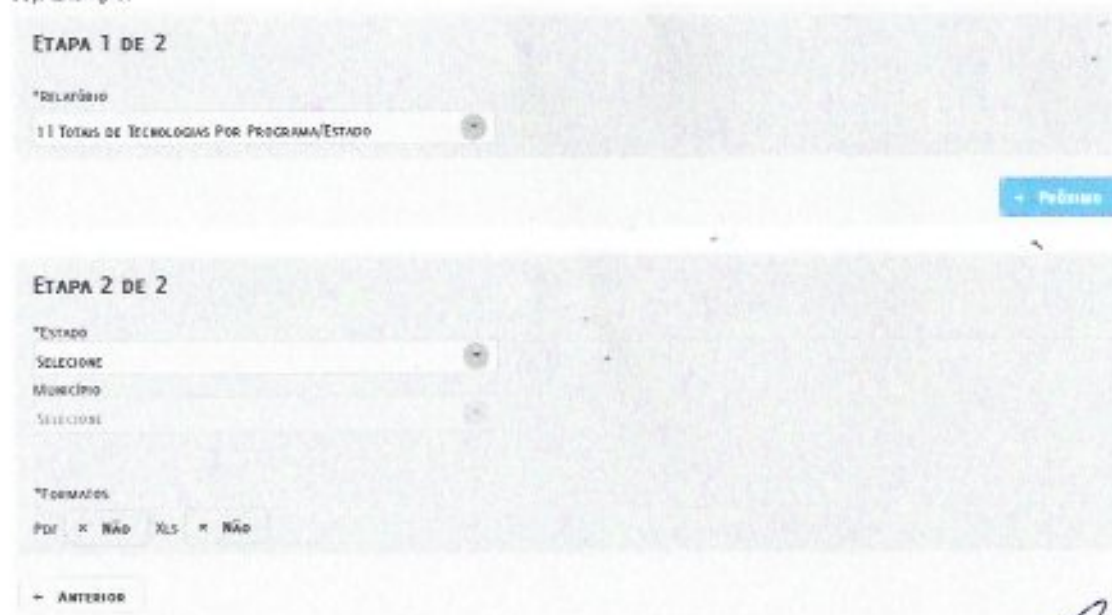 ETAPA 1 DE 2
*RELATÓRIO
11 TOTAIS DE TECNOLOGIAS POR PROGRAMA/ESTADO
→ PRÓXIMO
ETAPA 2 DE 2
*ESTADO
SELECIONE
MUNICÍPIO
SELECIONE
*FORMATOS
PDF × NÃO XLS × NÃO
← ANTERIOR